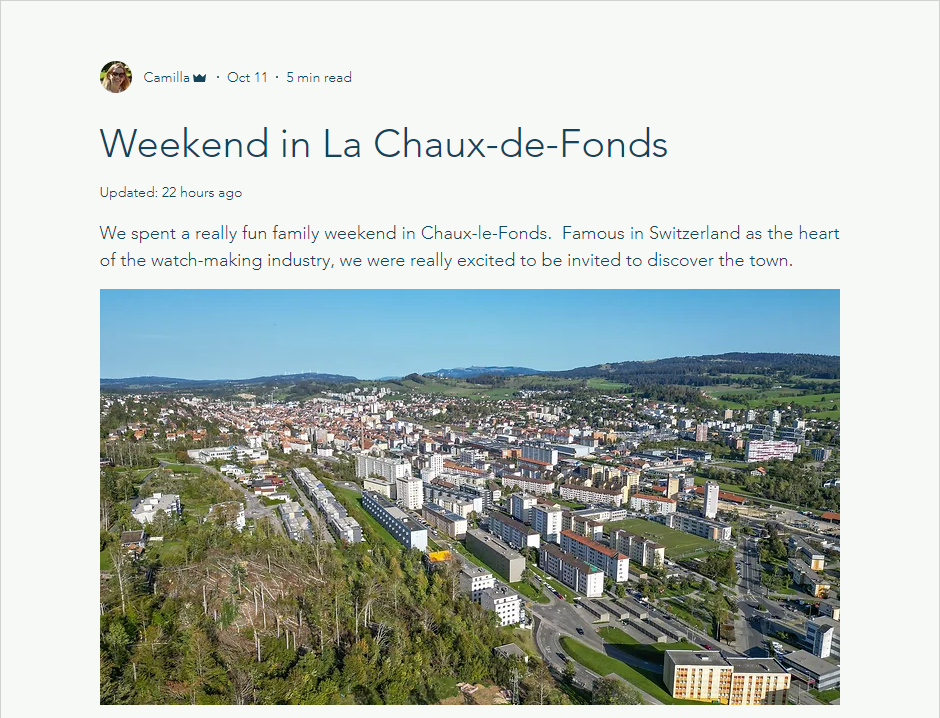 Camilla · Oct 11 · 5 min read
Weekend in La Chaux-de-Fonds
Updated: 22 hours ago
We spent a really fun family weekend in Chaux-le-Fonds.  Famous in Switzerland as the heart
of the watch-making industry, we were really excited to be invited to discover the town.